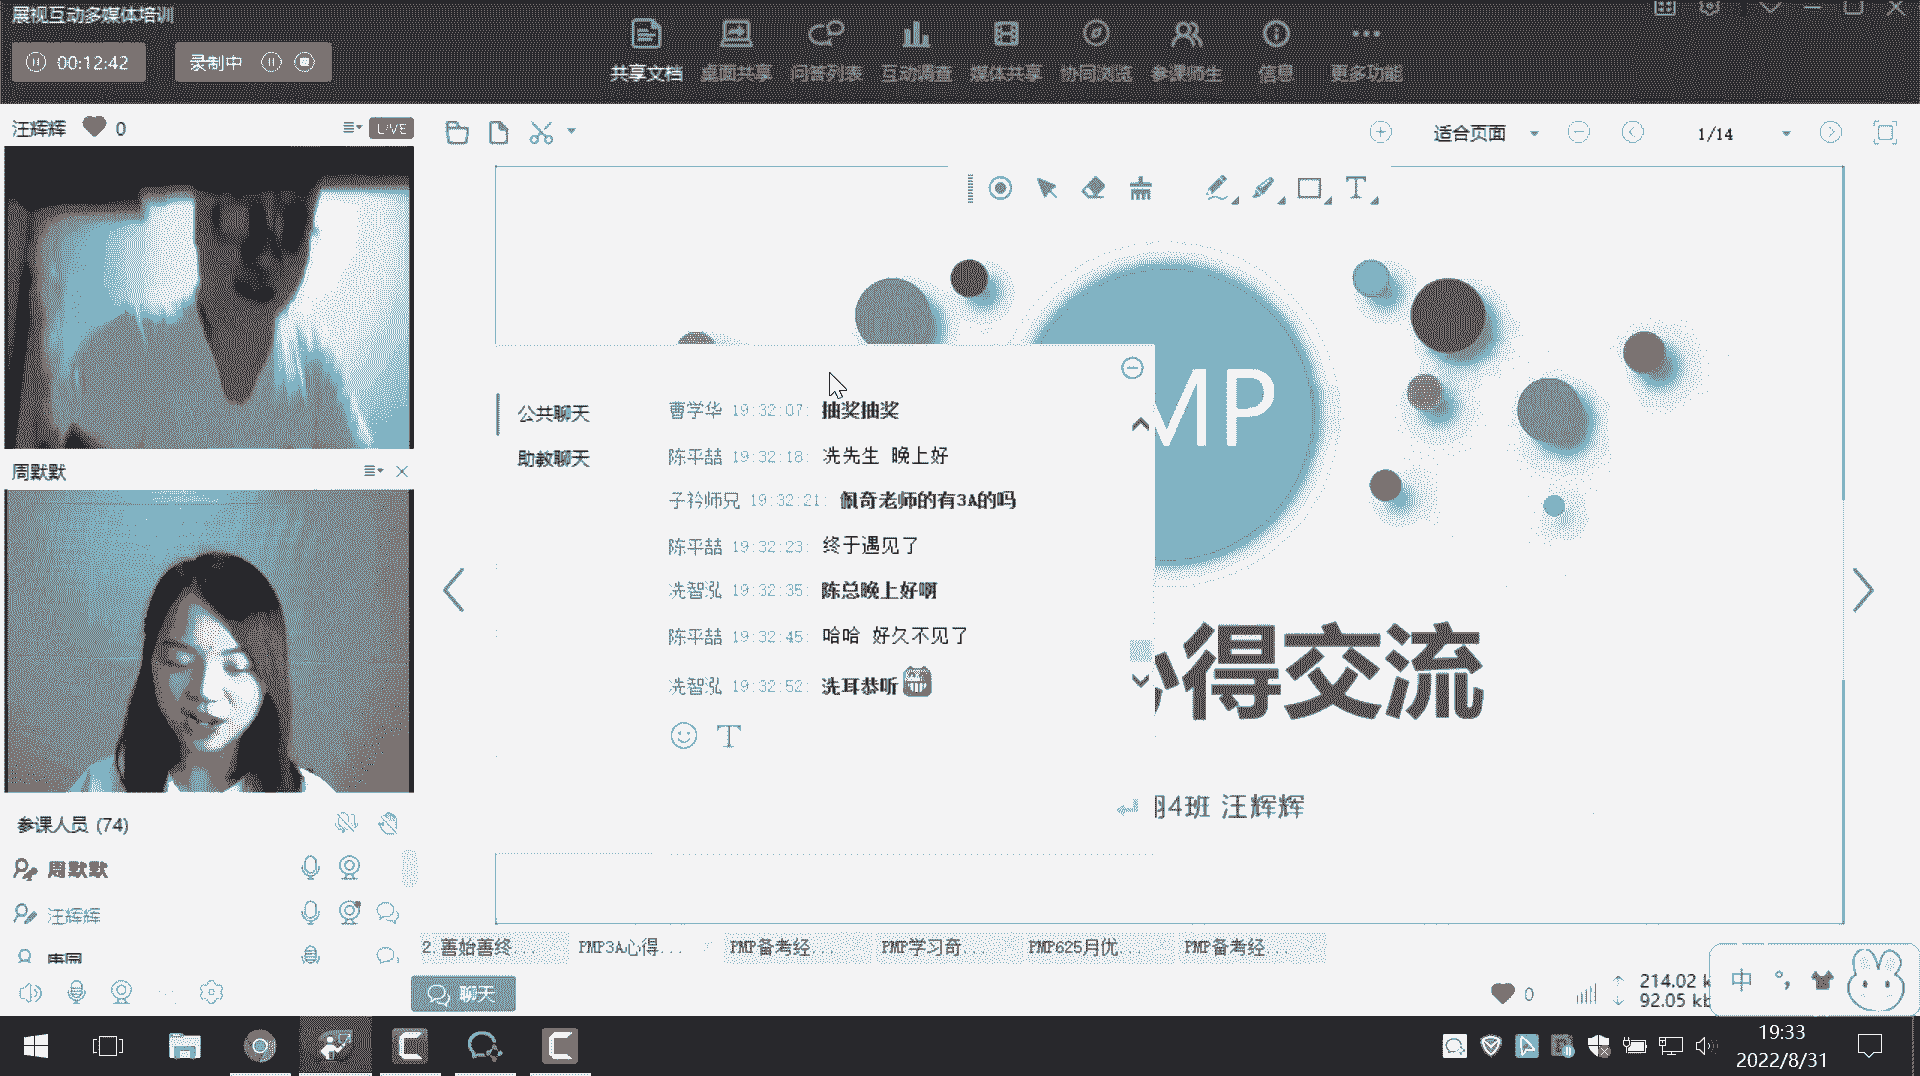 展视互动多媒体培训
00:12:42
录制中
共享文档 桌面共享 问答列表 互动调查 媒体共享 协同浏览 参课师生 信息 更多功能
汪辉辉 0 LIVE
适合页面 1/14
MP
公共聊天
助教聊天
曹学华 19:32:07: 抽奖抽奖
陈平喆 19:32:18: 冼先生 晚上好
子衿师兄 19:32:21: 佩奇老师的有3A的吗
陈平喆 19:32:23: 终于遇见了
冼智泓 19:32:35: 陈总晚上好啊
陈平喆 19:32:45: 哈哈 好久不见了
冼智泓 19:32:52: 洗耳恭听
心得交流
期4班 汪辉辉
周默默
参课人员 (74)
周默默
汪辉辉
2. 善始善终... PMP3A心得... PMP备考经... PMP学习奇... PMP625月优... PMP备考经...
聊天
0
214.02 k
92.05 kb
中
19:33
2022/8/31